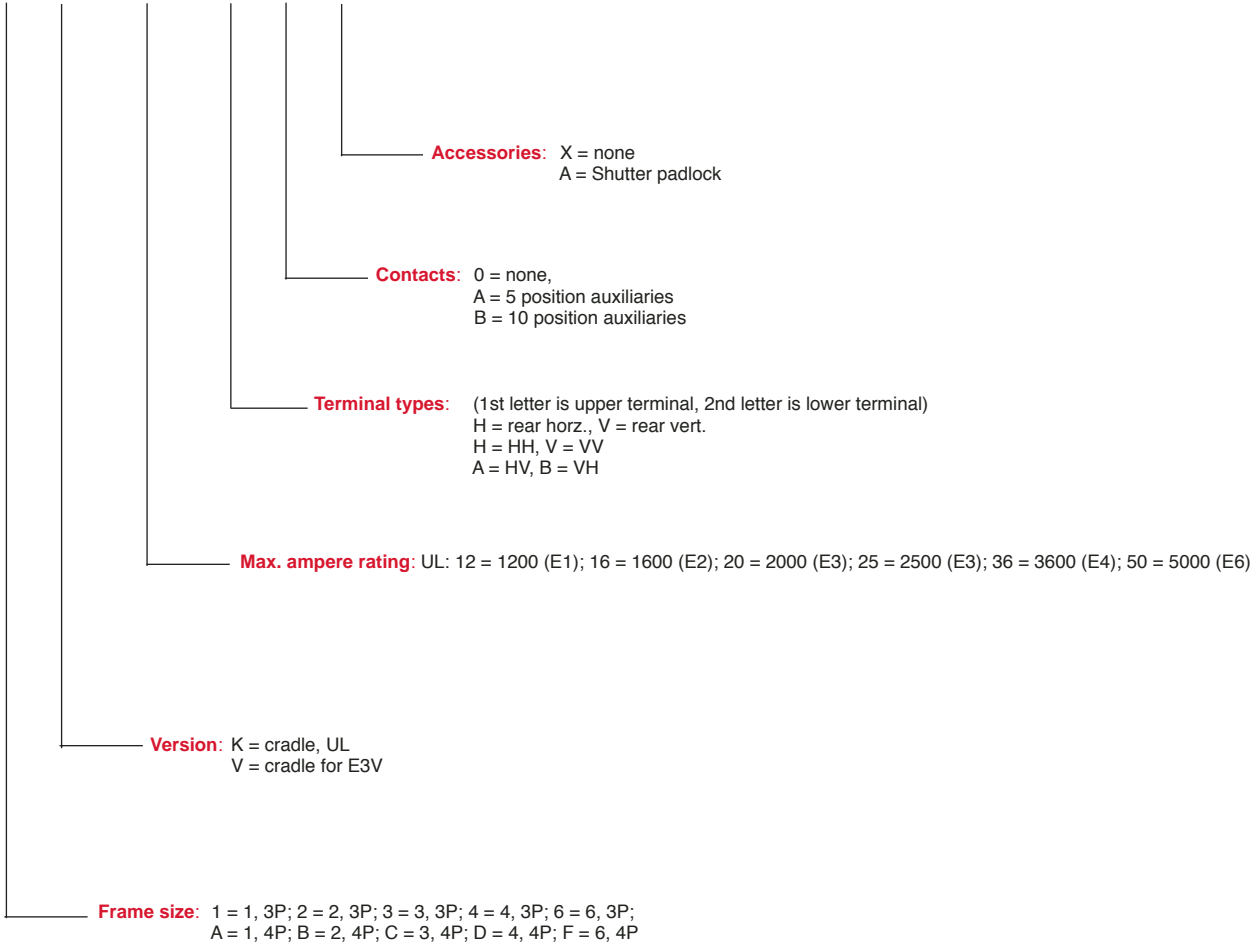 Accessories: X = none
A = Shutter padlock
Contacts: 0 = none,
A = 5 position auxiliaries
B = 10 position auxiliaries
Terminal types: (1st letter is upper terminal, 2nd letter is lower terminal)
H = rear horz., V = rear vert.
H = HH, V = VV
A = HV, B = VH
Max. ampere rating: UL: 12 = 1200 (E1); 16 = 1600 (E2); 20 = 2000 (E3); 25 = 2500 (E3); 36 = 3600 (E4); 50 = 5000 (E6)
Version: K = cradle, UL
V = cradle for E3V
Frame size: 1 = 1, 3P; 2 = 2, 3P; 3 = 3, 3P; 4 = 4, 3P; 6 = 6, 3P;
A = 1, 4P; B = 2, 4P; C = 3, 4P; D = 4, 4P; F = 6, 4P